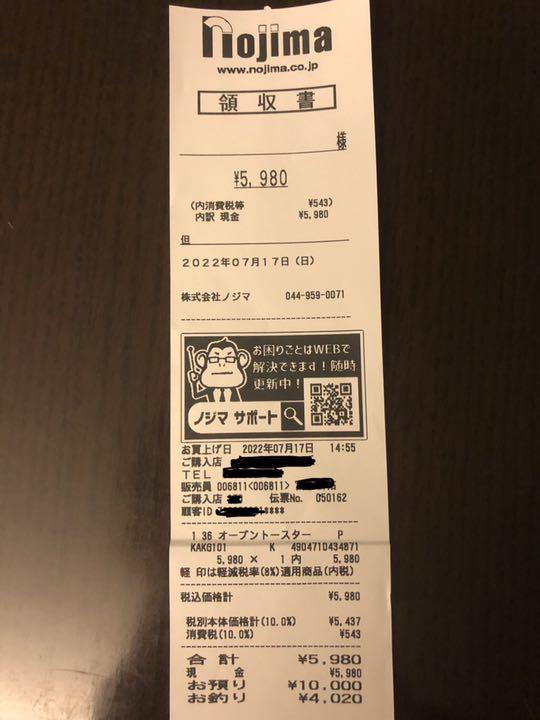 nojima
www.nojima.co.jp
領収書
様
¥5,980
(内消費税等 ¥543)
内訳 現金 ¥5,980
但
2022年07月17日(日)
株式会社ノジマ 044-959-0071
お困りごとはWEBで
解決できます!随時
更新中!
ノジマ サポート
お買上げ日 2022年07月17日 14:55
ご購入店
TEL
販売員 006811<006811>
ご購入店 伝票No. 050162
顧客ID ****
1 36 オーブントースター P
KAKG101 K 4904710434871
5,980 × 1 内 5,980
軽 印は軽減税率(8%)適用商品(内税)
税込価格計 ¥5,980
税別本体価格計(10.0%) ¥5,437
消費税(10.0%) ¥543
合計 ¥5,980
現金 ¥5,980
お預り ¥10,000
お釣り ¥4,020